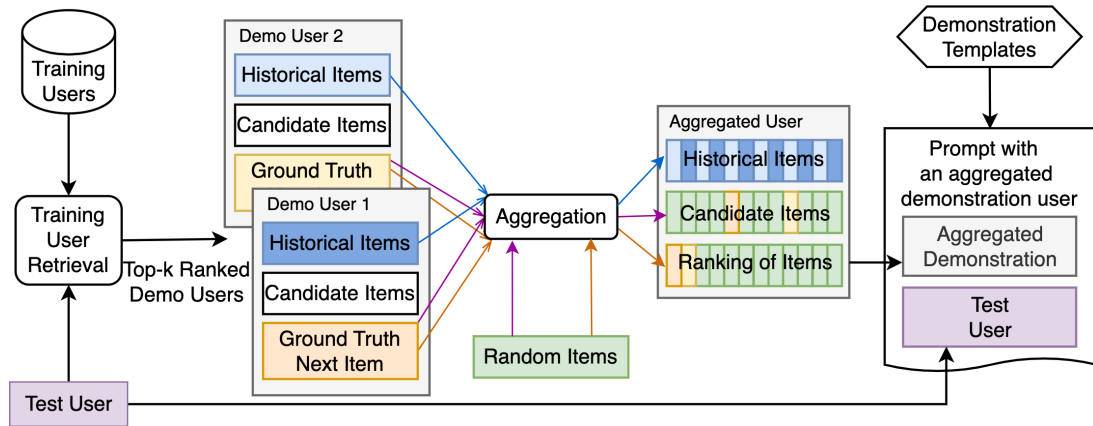 Training
Users
Training
User
Retrieval
Test User
Top-k Ranked
Demo Users
Demo User 2
Historical Items
Candidate Items
Ground Truth
Demo User 1
Historical Items
Candidate Items
Ground Truth
Next Item
Aggregation
Random Items
Aggregated User
Historical Items
Candidate Items
Ranking of Items
Demonstration
Templates
Prompt with
an aggregated
demonstration user
Aggregated
Demonstration
Test
User